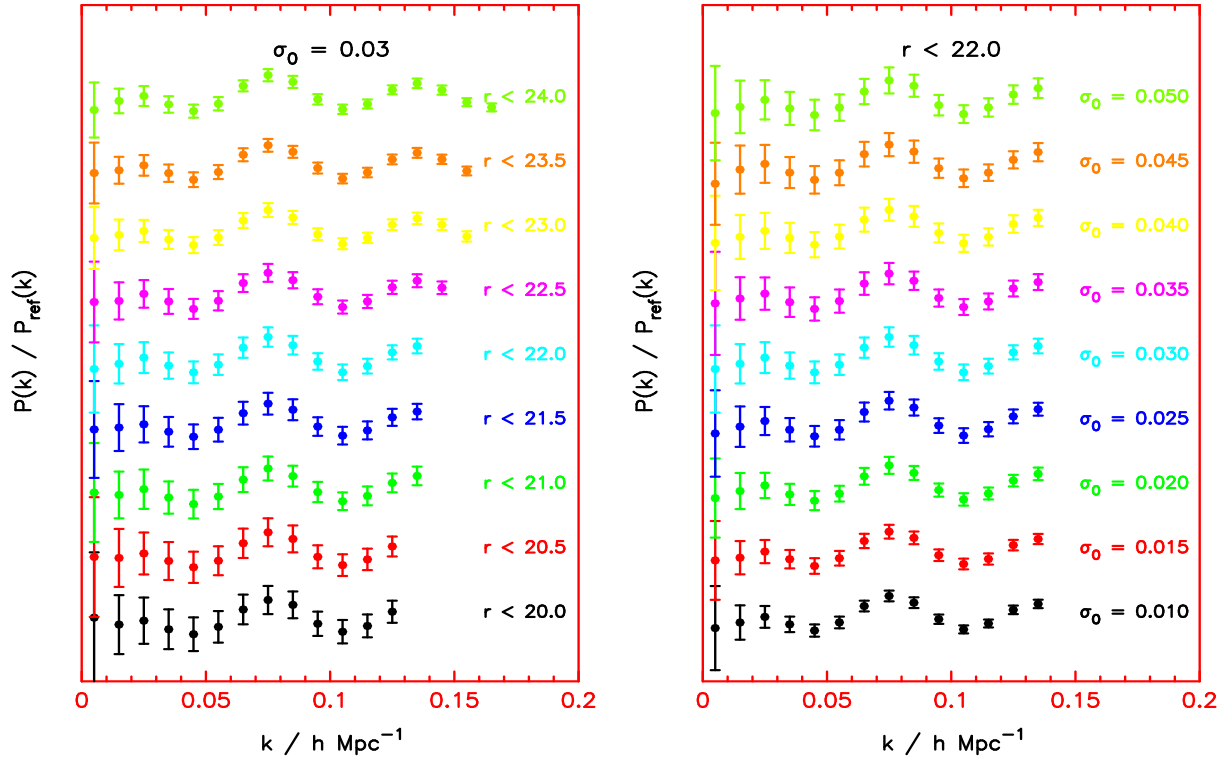 σ₀ = 0.03
r < 24.0
r < 23.5
r < 23.0
r < 22.5
r < 22.0
r < 21.5
r < 21.0
r < 20.5
r < 20.0
P(k) / P_ref(k)
0 0.05 0.1 0.15 0.2
k / h Mpc⁻¹
r < 22.0
σ₀ = 0.050
σ₀ = 0.045
σ₀ = 0.040
σ₀ = 0.035
σ₀ = 0.030
σ₀ = 0.025
σ₀ = 0.020
σ₀ = 0.015
σ₀ = 0.010
P(k) / P_ref(k)
0 0.05 0.1 0.15 0.2
k / h Mpc⁻¹